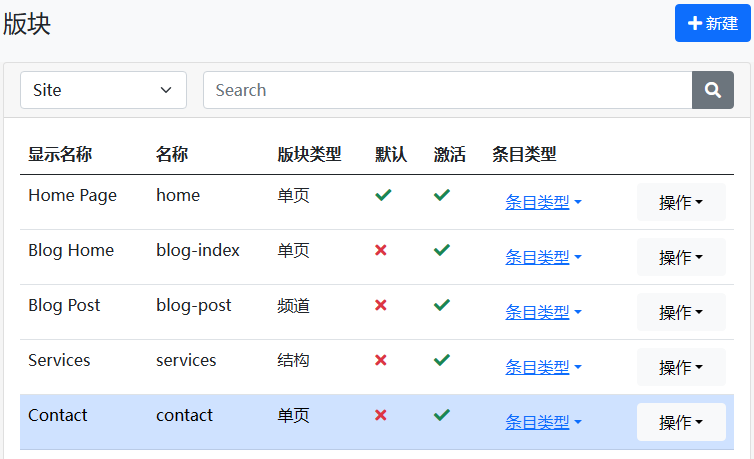 版块
新建
Site
Search
显示名称 名称 版块类型 默认 激活 条目类型
Home Page home 单页 条目类型 操作
Blog Home blog-index 单页 条目类型 操作
Blog Post blog-post 频道 条目类型 操作
Services services 结构 条目类型 操作
Contact contact 单页 条目类型 操作